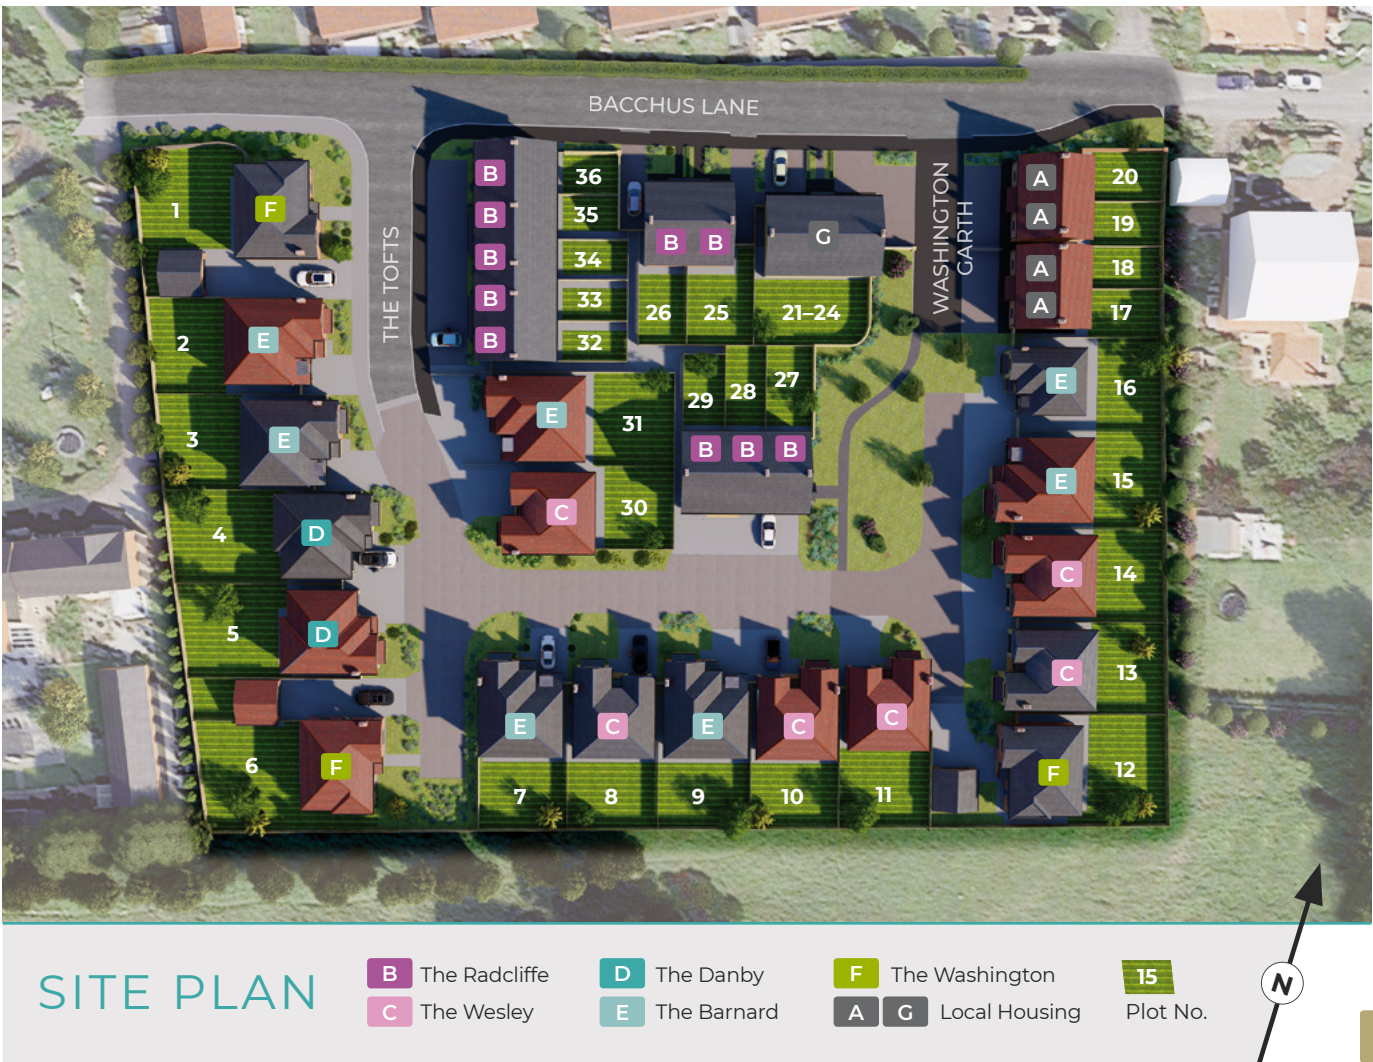 BACCHUS LANE
THE TOFTS
WASHINGTON
GARTH
1
F
2
E
3
E
4
D
5
D
6
F
B
36
B
35
B
34
B
33
B
32
B B
26
25
G
21–24
A
20
A
19
A
18
A
17
E
16
E
15
C
14
C
13
F
12
E
31
C
30
29
28
27
B B B
E
7
C
8
E
9
C
10
C
11
SITE PLAN
B The Radcliffe
C The Wesley
D The Danby
E The Barnard
F The Washington
A G Local Housing
15
Plot No.
N